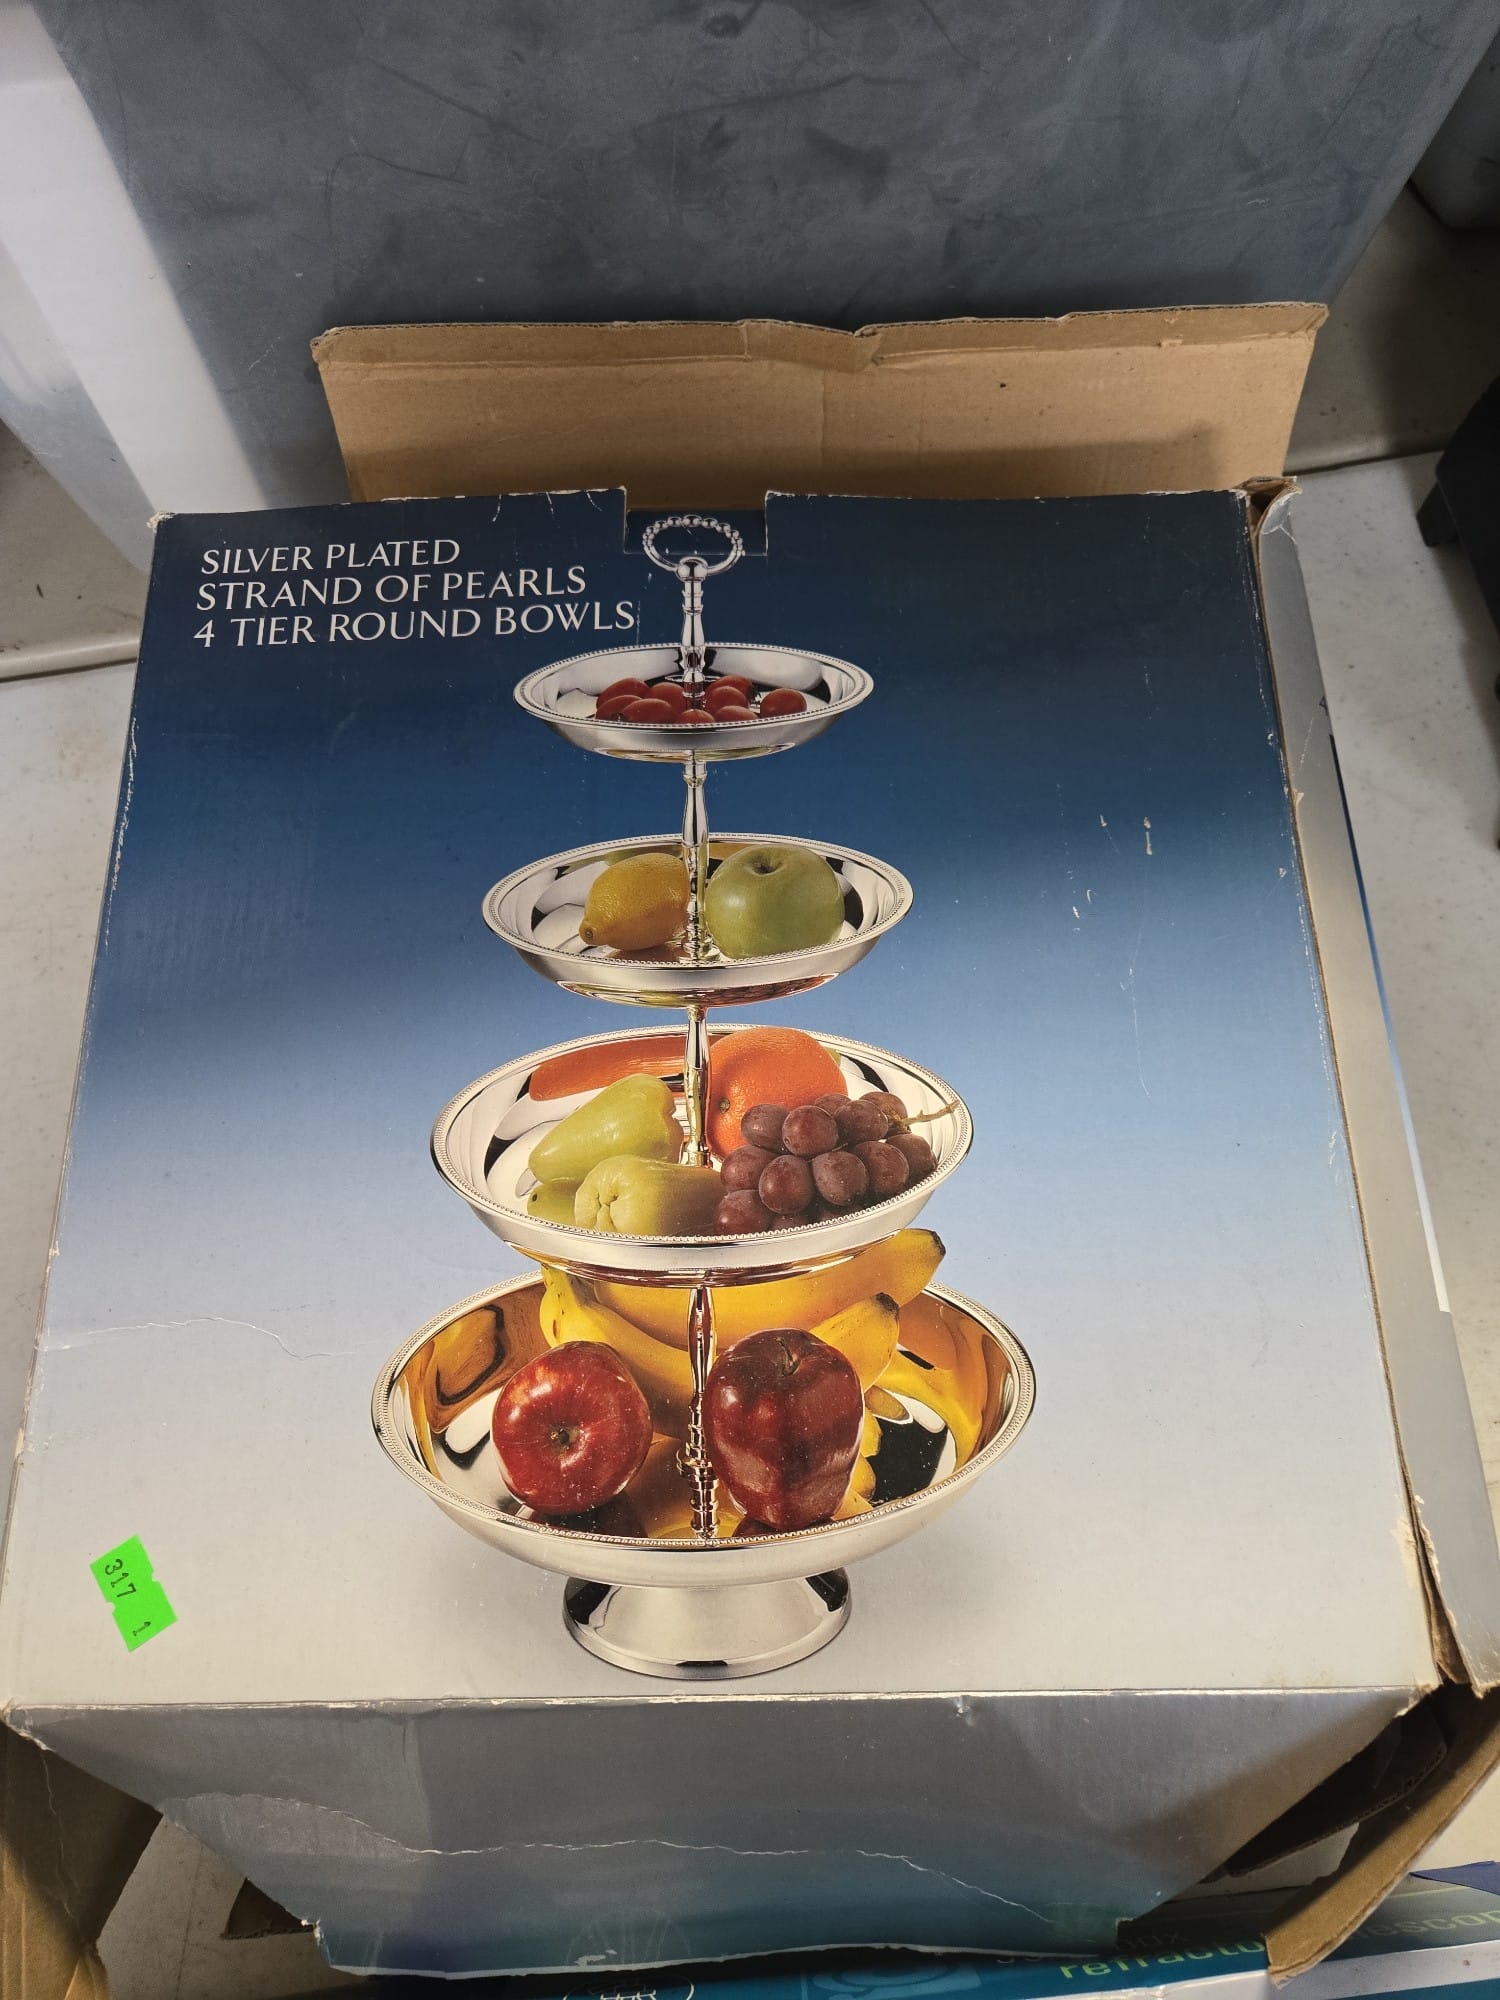 SILVER PLATED
STRAND OF PEARLS
4 TIER ROUND BOWLS
317 1
refracto